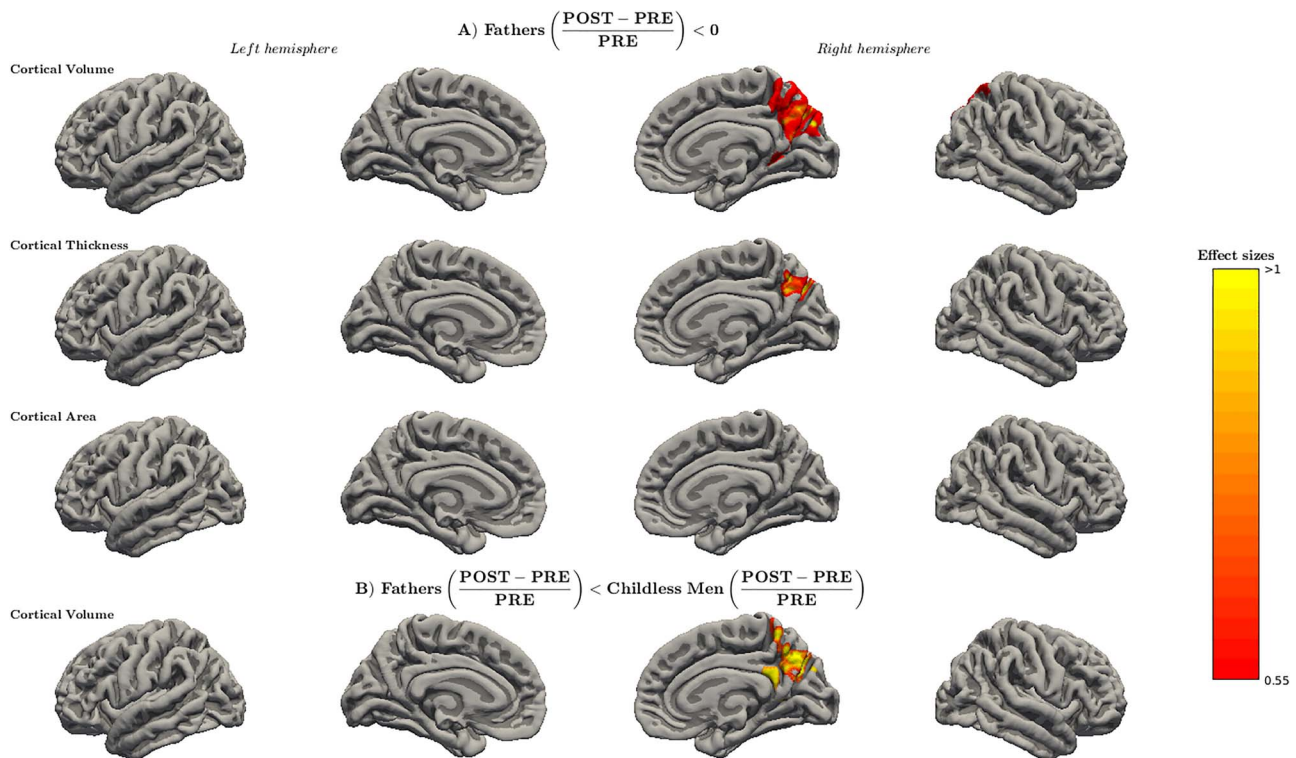 A) Fathers (POST − PRE / PRE) < 0
Left hemisphere
Right hemisphere
Cortical Volume
Cortical Thickness
Effect sizes
>1
Cortical Area
0.55
B) Fathers (POST − PRE / PRE) < Childless Men (POST − PRE / PRE)
Cortical Volume